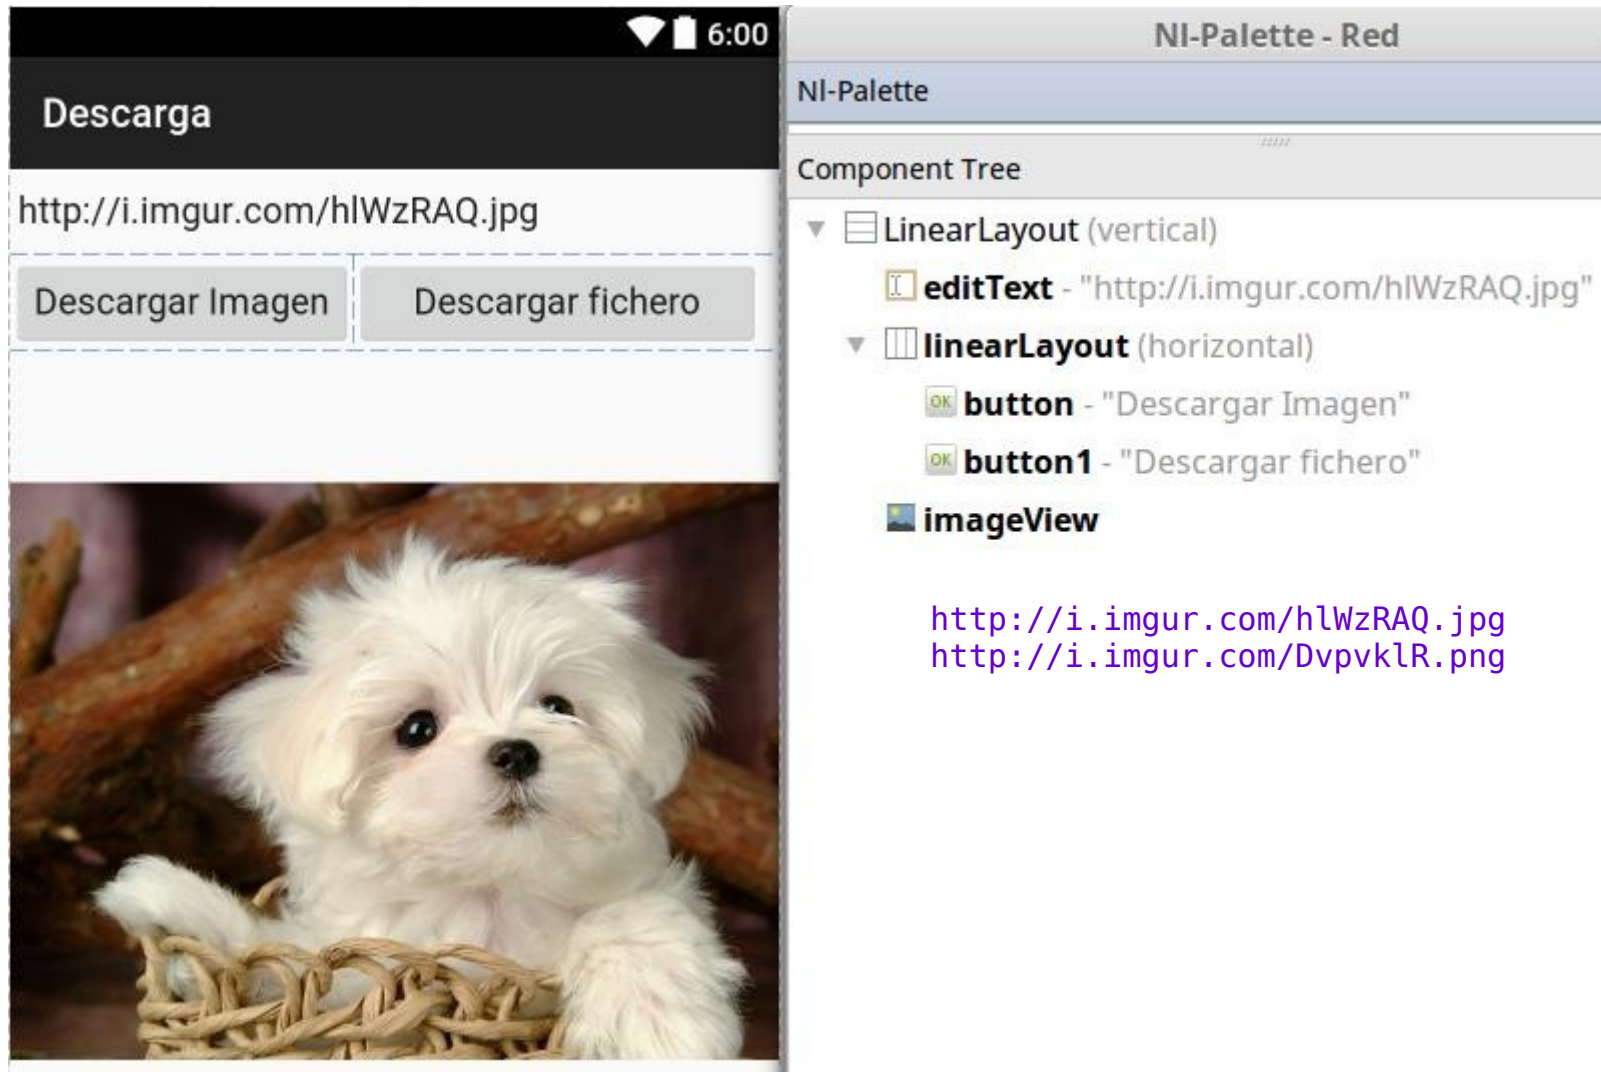 6:00
Descarga
http://i.imgur.com/hlWzRAQ.jpg
Descargar Imagen
Descargar fichero
Nl-Palette - Red
Nl-Palette
Component Tree
LinearLayout (vertical)
editText - "http://i.imgur.com/hlWzRAQ.jpg"
linearLayout (horizontal)
OK button - "Descargar Imagen"
OK button1 - "Descargar fichero"
imageView
http://i.imgur.com/hlWzRAQ.jpg
http://i.imgur.com/DvpvklR.png